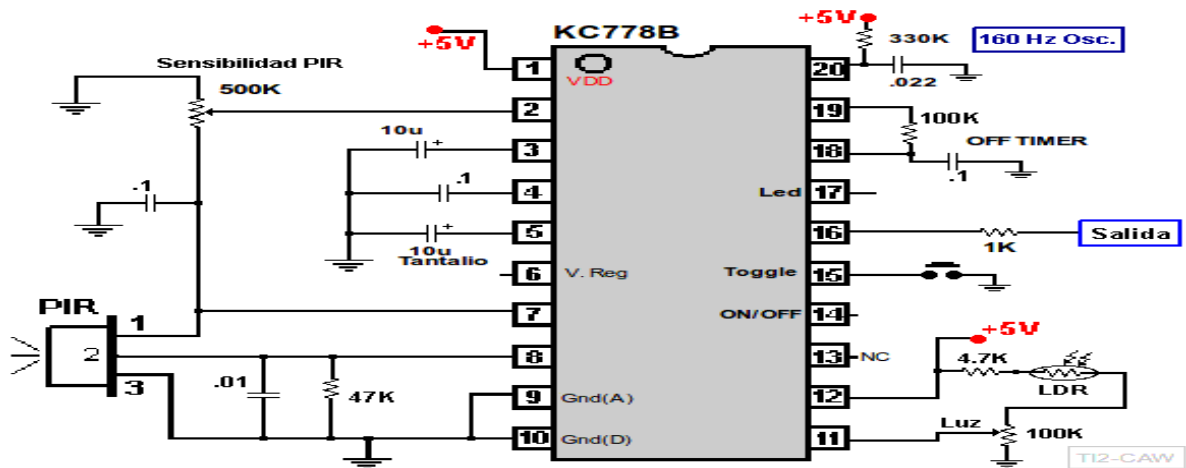 +5V
KC778B
+5V
330K
160 Hz Osc.
.022
Sensibilidad PIR
500K
1
VDD
20
2
19
100K
10u
+
3
18
OFF TIMER
.1
.1
4
Led
17
.1
+
5
16
1K
Salida
10u
Tantalio
6
V. Reg
Toggle
15
PIR
7
ON/OFF
14
+5V
1
2
3
8
13
NC
4.7K
LDR
.01
47K
9
Gnd(A)
12
Luz
10
Gnd(D)
11
100K
TI2-CAW